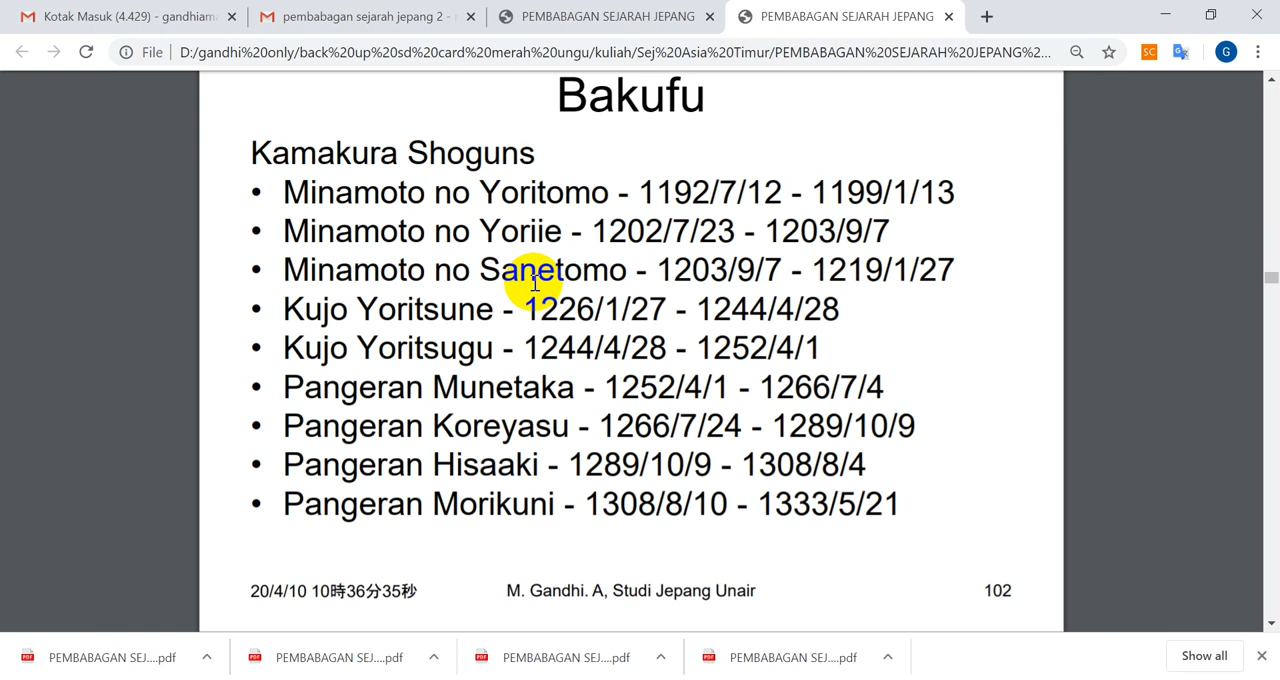 Kotak Masuk (4.429) - gandhiam
pembabagan sejarah jepang 2 -
PEMBABAGAN SEJARAH JEPANG
PEMBABAGAN SEJARAH JEPANG
File
D:/gandhi%20only/back%20up%20sd%20card%20merah%20ungu/kuliah/Sej%20Asia%20Timur/PEMBABAGAN%20SEJARAH%20JEPANG%2...
SC
G
Bakufu
Kamakura Shoguns
• Minamoto no Yoritomo - 1192/7/12 - 1199/1/13
• Minamoto no Yoriie - 1202/7/23 - 1203/9/7
• Minamoto no Sanetomo - 1203/9/7 - 1219/1/27
• Kujo Yoritsune - 1226/1/27 - 1244/4/28
• Kujo Yoritsugu - 1244/4/28 - 1252/4/1
• Pangeran Munetaka - 1252/4/1 - 1266/7/4
• Pangeran Koreyasu - 1266/7/24 - 1289/10/9
• Pangeran Hisaaki - 1289/10/9 - 1308/8/4
• Pangeran Morikuni - 1308/8/10 - 1333/5/21
20/4/10 10時36分35秒
M. Gandhi. A, Studi Jepang Unair
102
PEMBABAGAN SEJ....pdf
PEMBABAGAN SEJ....pdf
PEMBABAGAN SEJ....pdf
PEMBABAGAN SEJ....pdf
Show all